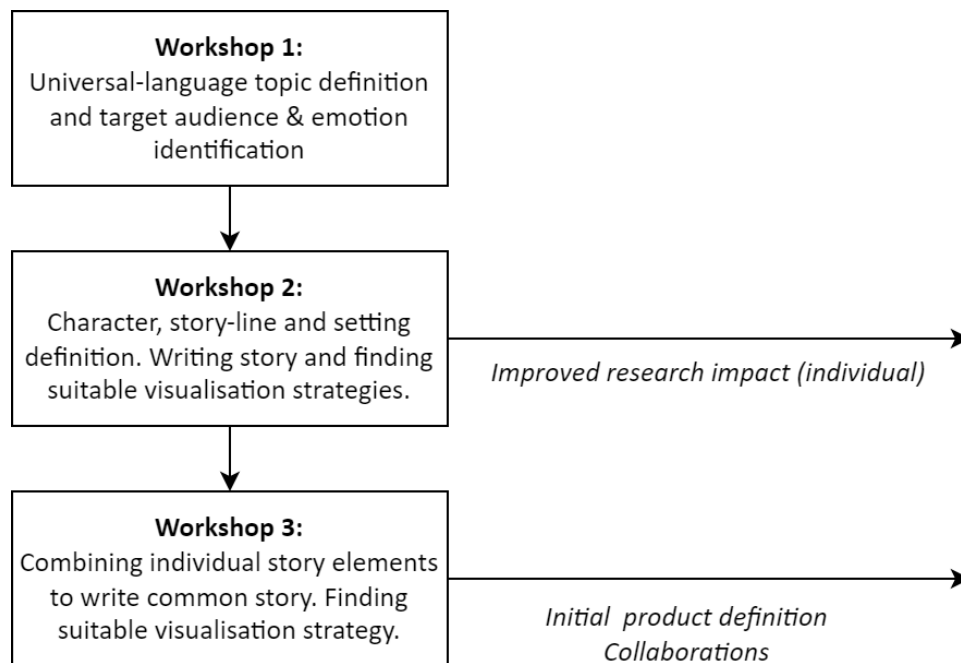 Workshop 1:
Universal-language topic definition
and target audience & emotion
identification
Workshop 2:
Character, story-line and setting
definition. Writing story and finding
suitable visualisation strategies.
Improved research impact (individual)
Workshop 3:
Combining individual story elements
to write common story. Finding
suitable visualisation strategy.
Initial  product definition
Collaborations